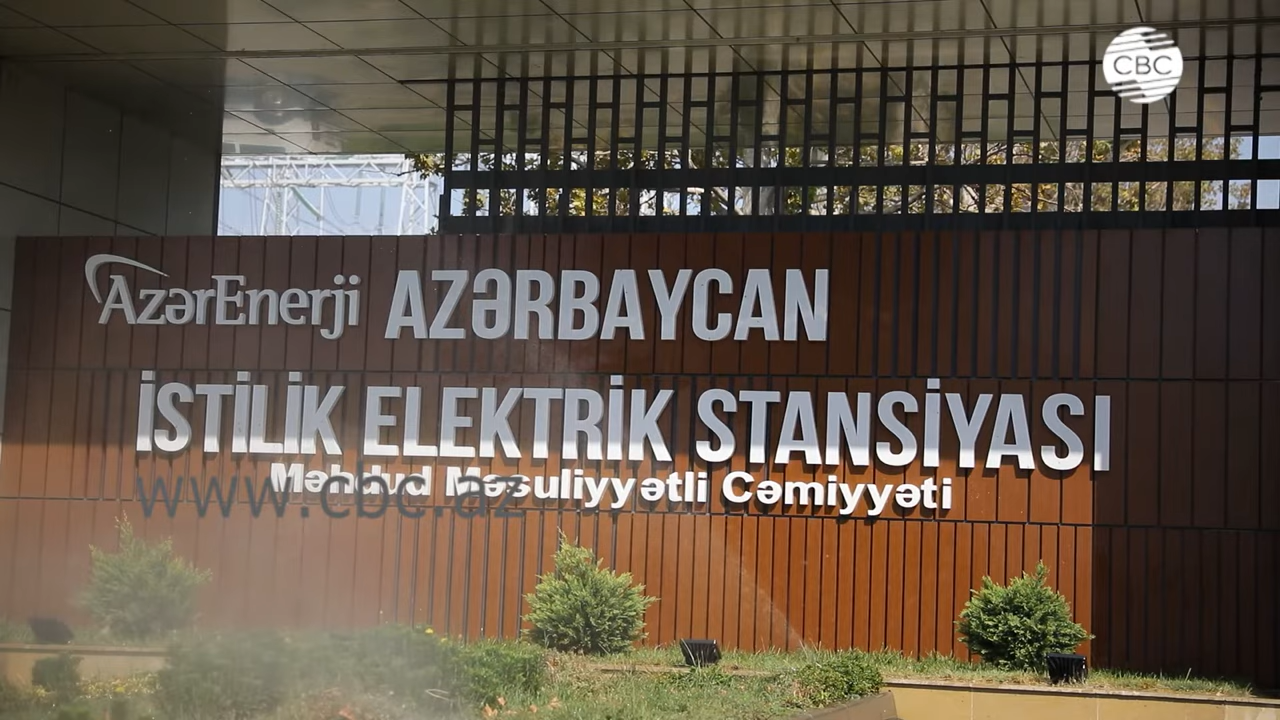 CBC
AzərEnerji AZƏRBAYCAN
İSTİLİK ELEKTRİK STANSİYASI
Məhdud Məsuliyyətli Cəmiyyəti
www.cbc.az